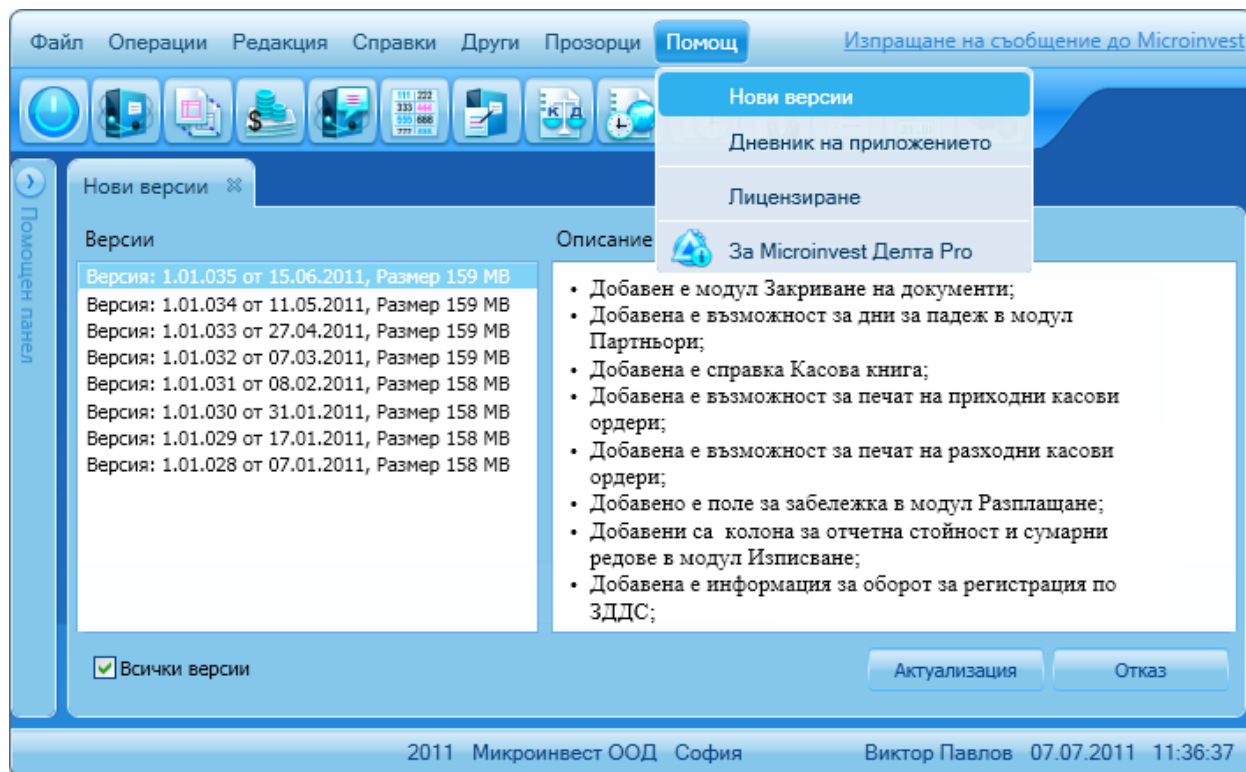 Файл Операции Редакция Справки Други Прозорци Помощ Изпращане на съобщение до Microinvest
Нови версии
Дневник на приложението
Лицензиране
За Microinvest Делта Pro
111 222
333 444
555 666
777 888
К Д
Помощен панел
Нови версии
Версии
Версия: 1.01.035 от 15.06.2011, Размер 159 MB
Версия: 1.01.034 от 11.05.2011, Размер 159 MB
Версия: 1.01.033 от 27.04.2011, Размер 159 MB
Версия: 1.01.032 от 07.03.2011, Размер 159 MB
Версия: 1.01.031 от 08.02.2011, Размер 158 MB
Версия: 1.01.030 от 31.01.2011, Размер 158 MB
Версия: 1.01.029 от 17.01.2011, Размер 158 MB
Версия: 1.01.028 от 07.01.2011, Размер 158 MB
Описание
• Добавен е модул Закриване на документи;
• Добавена е възможност за дни за падеж в модул
Партньори;
• Добавена е справка Касова книга;
• Добавена е възможност за печат на приходни касови
ордери;
• Добавена е възможност за печат на разходни касови
ордери;
• Добавено е поле за забележка в модул Разплащане;
• Добавени са колона за отчетна стойност и сумарни
редове в модул Изписване;
• Добавена е информация за оборот за регистрация по
ЗДДС;
Всички версии
Актуализация Отказ
2011 Микроинвест ООД София Виктор Павлов 07.07.2011 11:36:37